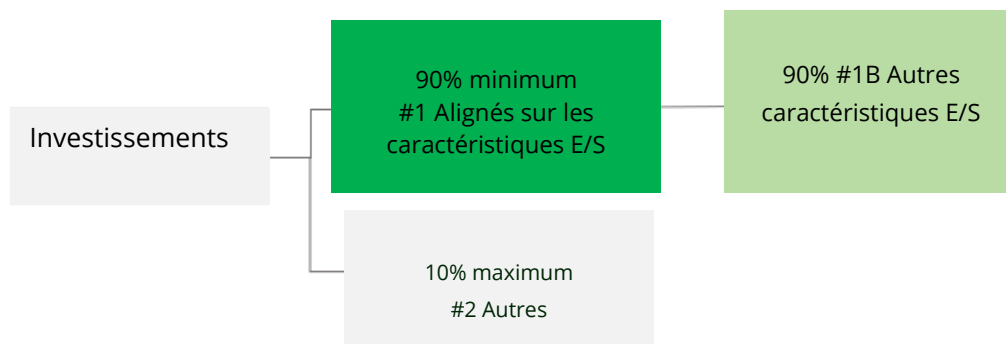 Investissements
90% minimum
#1 Alignés sur les
caractéristiques E/S
90% #1B Autres
caractéristiques E/S
10% maximum
#2 Autres